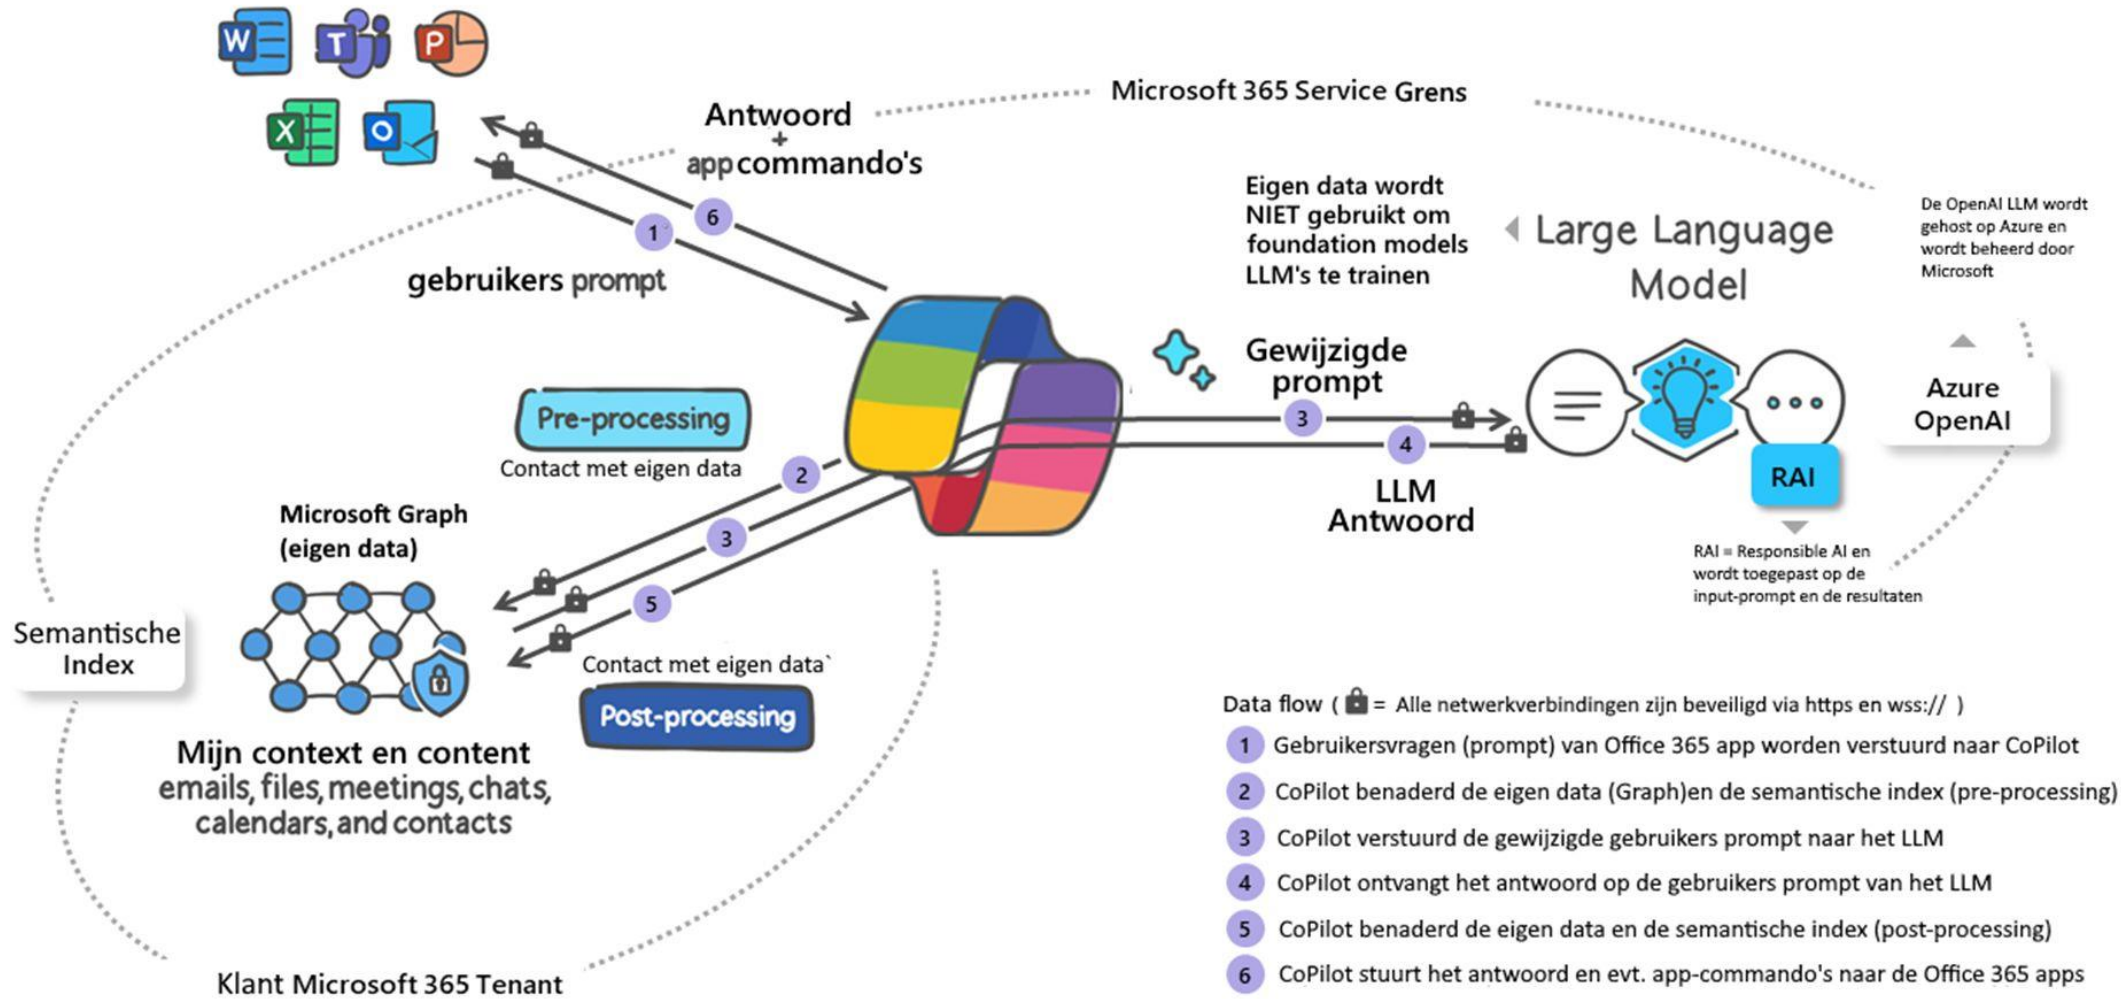 W
T
P
X
O
Microsoft 365 Service Grens
Antwoord
+
app commando's
Eigen data wordt
NIET gebruikt om
foundation models
LLM's te trainen
Large Language
Model
De OpenAI LLM wordt
gehost op Azure en
wordt beheerd door
Microsoft
6
1
gebruikers prompt
Gewijzigde
prompt
3
4
LLM
Antwoord
RAI
Azure
OpenAI
RAI = Responsible AI en
wordt toegepast op de
input-prompt en de resultaten
Pre-processing
Contact met eigen data
2
3
5
Microsoft Graph
(eigen data)
Semantische
Index
Contact met eigen data`
Post-processing
Mijn context en content
emails, files, meetings, chats,
calendars, and contacts
Klant Microsoft 365 Tenant
Data flow ( = Alle netwerkverbindingen zijn beveiligd via https en wss:// )
1 Gebruikersvragen (prompt) van Office 365 app worden verstuurd naar CoPilot
2 CoPilot benaderd de eigen data (Graph)en de semantische index (pre-processing)
3 CoPilot verstuurd de gewijzigde gebruikers prompt naar het LLM
4 CoPilot ontvangt het antwoord op de gebruikers prompt van het LLM
5 CoPilot benaderd de eigen data en de semantische index (post-processing)
6 CoPilot stuurt het antwoord en evt. app-commando's naar de Office 365 apps